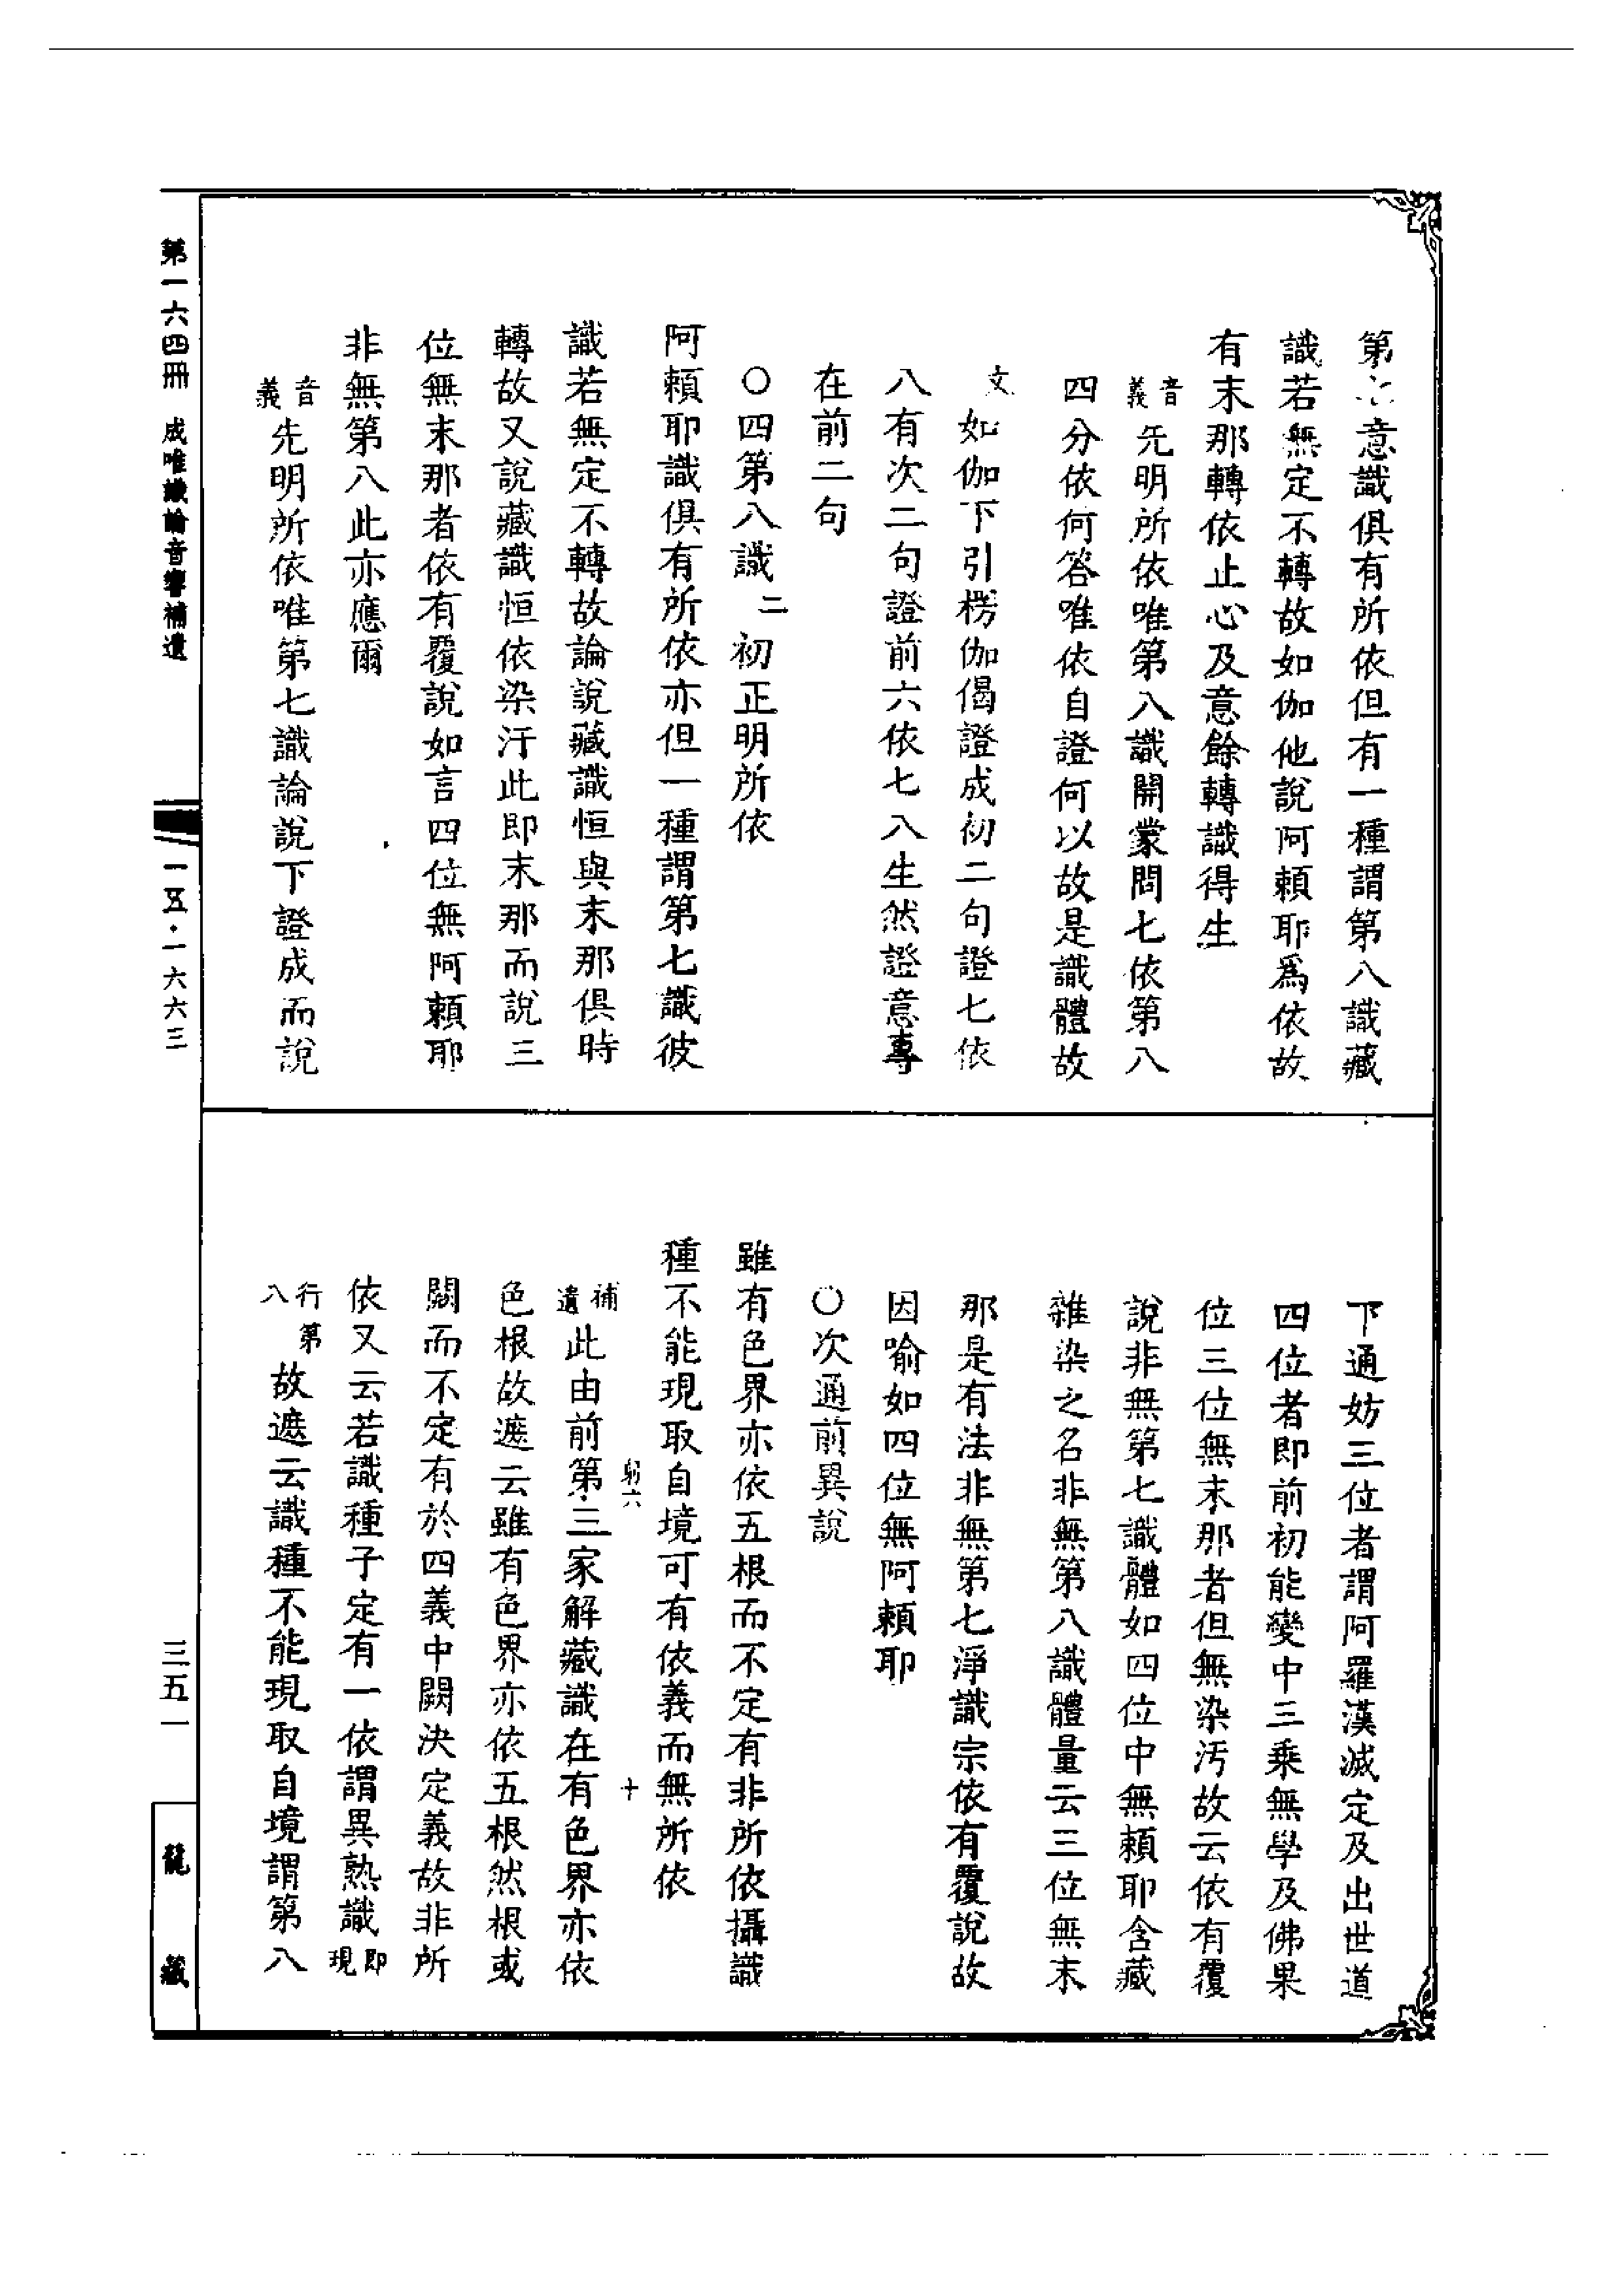 第七意識俱有所依但有一種謂第八識藏
識若無定不轉故如伽他說阿賴耶為依故
有末那轉依止心及意餘轉識得生
音義先明所依唯第八識開蒙問七依第八
四分依何答唯依自證何以故是識體故
文如伽下引楞伽偈證成初二句證七依
八有次二句證前六依七八生然證意專
在前二句
○四第八識二初正明所依
阿賴耶識俱有所依亦但一種謂第七識彼
識若無定不轉故論說藏識恒與末那俱時
轉故又說藏識恒依染汙此即末那而說三
位無末那者依有覆說如言四位無阿賴耶
非無第八此亦應爾
音義先明所依唯第七識論說下證成而說
下通妨三位者謂阿羅漢滅定及出世道
四位者即前初能變中三乘無學及佛果
位三位無末那者但無染汚故云依有覆
說非無第七識體如四位中無賴耶含藏
雜染之名非無第八識體量云三位無末
那是有法非無第七淨識宗依有覆說故
因喻如四位無阿賴耶
○次通前異說
雖有色界亦依五根而不定有非所依攝識
種不能現取自境可有依義而無所依
躬六 十
補遺此由前第三家解藏識在有色界亦依
色根故遮云雖有色界亦依五根然根或
闕而不定有於四義中闕決定義故非所
依又云若識種子定有一依謂異熟識即現
行第八故遮云識種不能現取自境謂第八
第一六四冊 成唯識論音響補遺 一五·一六六三 三五一 龍藏